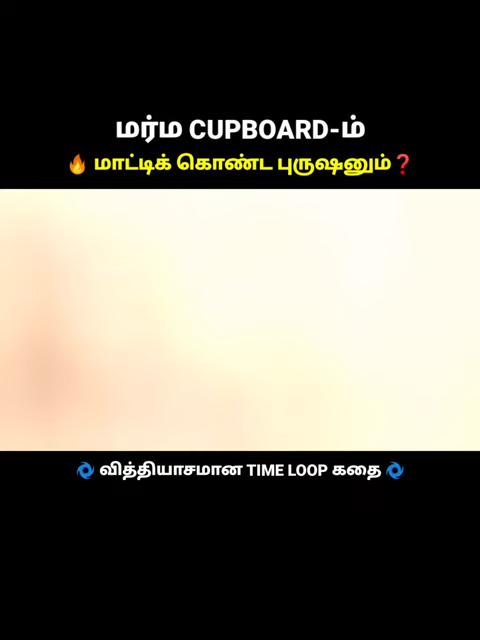 மர்ம CUPBOARD-ம்
🔥 மாட்டிக் கொண்ட புருஷனும்❓
🌀 வித்தியாசமான TIME LOOP கதை 🌀